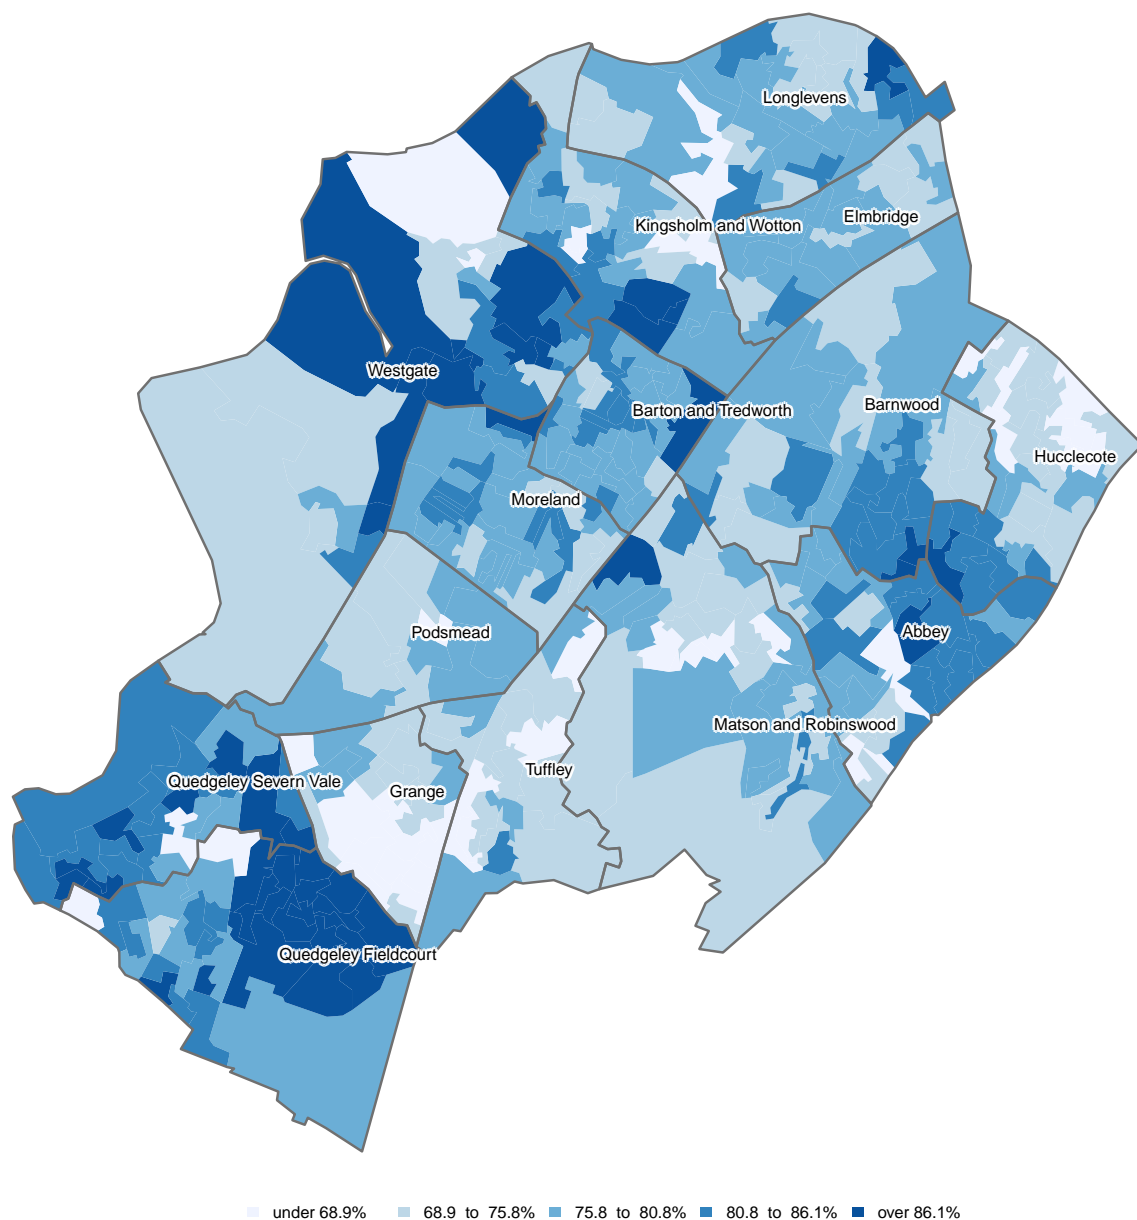 Longlevens
Elmbridge
Kingsholm and Wotton
Westgate
Barton and Tredworth
Barnwood
Hucclecote
Moreland
Podsmead
Abbey
Matson and Robinswood
Tuffley
Quedgeley Severn Vale
Grange
Quedgeley Fieldcourt
under 68.9% 68.9 to 75.8% 75.8 to 80.8% 80.8 to 86.1% over 86.1%